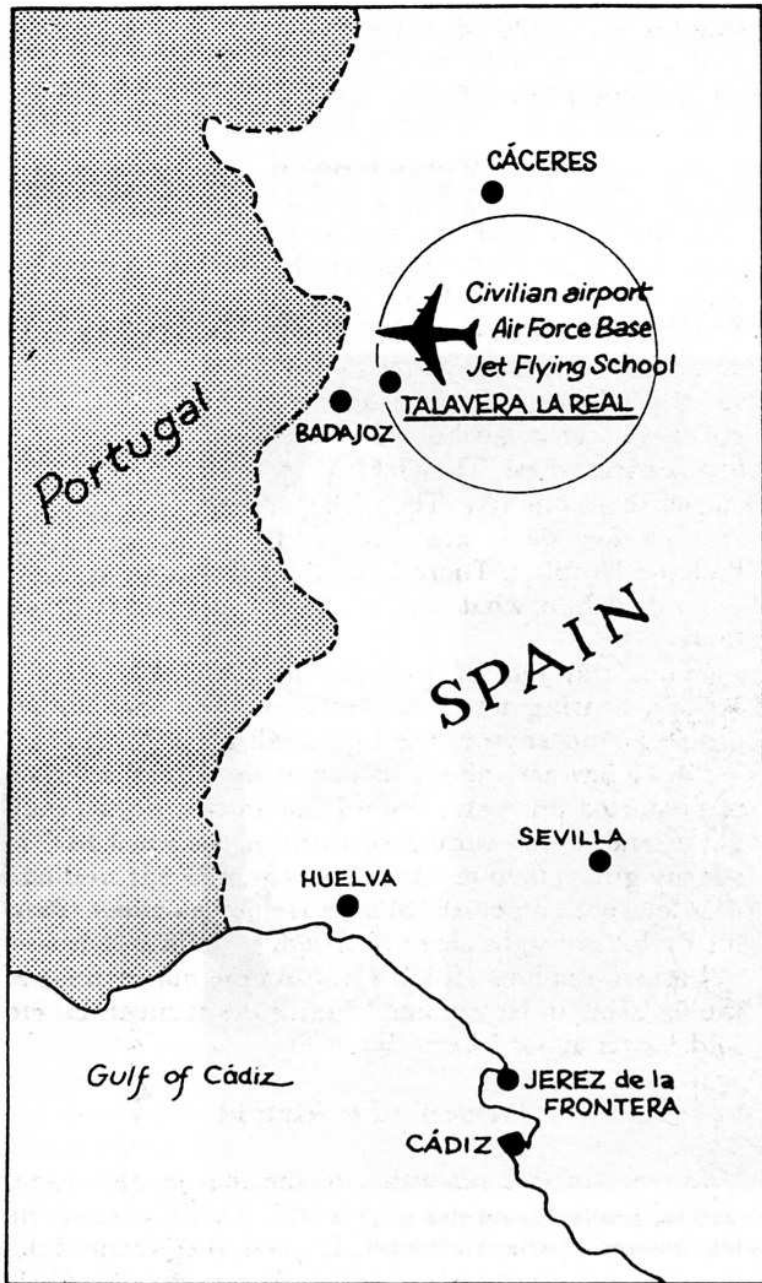 CÁCERES
Civilian airport
Air Force Base
Jet Flying School
TALAVERA LA REAL
BADAJOZ
Portugal
SPAIN
SEVILLA
HUELVA
Gulf of Cádiz
JEREZ de la
FRONTERA
CÁDIZ